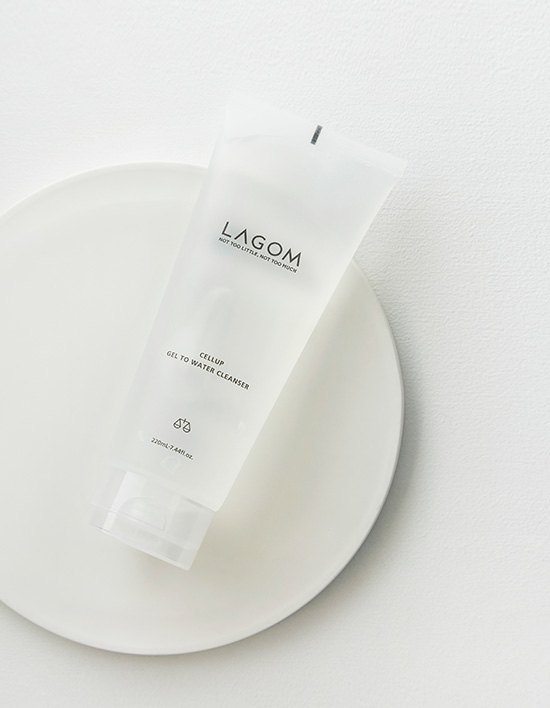 LAGOM
NOT TOO LITTLE, NOT TOO MUCH
CELLUP
GEL TO WATER CLEANSER
220mL·7.44fl.oz.